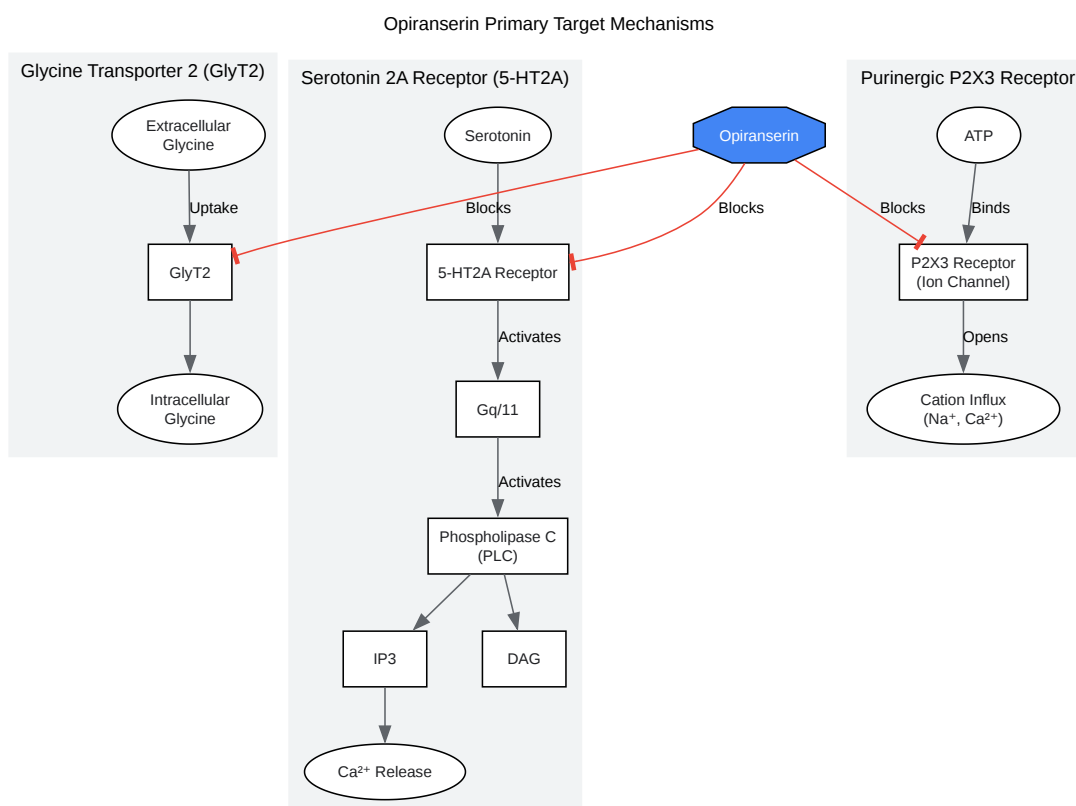 Opiranserin Primary Target Mechanisms
Glycine Transporter 2 (GlyT2)
Extracellular
Glycine
Uptake
GlyT2
Intracellular
Glycine
Serotonin 2A Receptor (5-HT2A)
Serotonin
Blocks
5-HT2A Receptor
Activates
Gq/11
Activates
Phospholipase C
(PLC)
IP3
DAG
Ca²⁺ Release
Opiranserin
Blocks
Blocks
Purinergic P2X3 Receptor
ATP
Binds
P2X3 Receptor
(Ion Channel)
Opens
Cation Influx
(Na⁺, Ca²⁺)